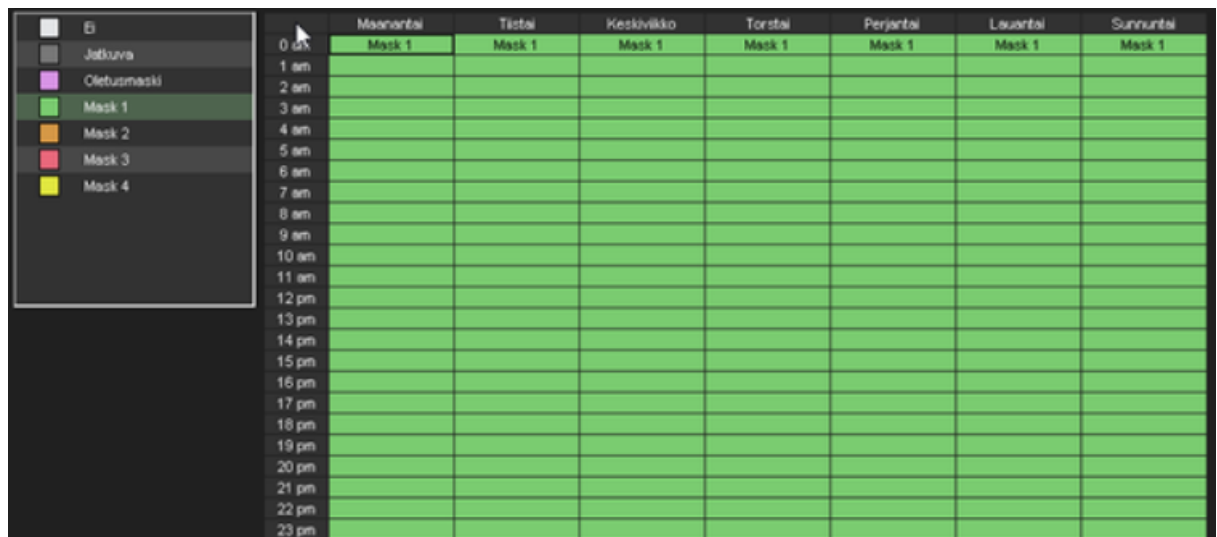 Ei
Jatkuva
Oletusmaski
Mask 1
Mask 2
Mask 3
Mask 4
Maanantai Tiistai Keskiviikko Torstai Perjantai Lauantai Sunnuntai
0 am Mask 1 Mask 1 Mask 1 Mask 1 Mask 1 Mask 1 Mask 1
1 am
2 am
3 am
4 am
5 am
6 am
7 am
8 am
9 am
10 am
11 am
12 pm
13 pm
14 pm
15 pm
16 pm
17 pm
18 pm
19 pm
20 pm
21 pm
22 pm
23 pm